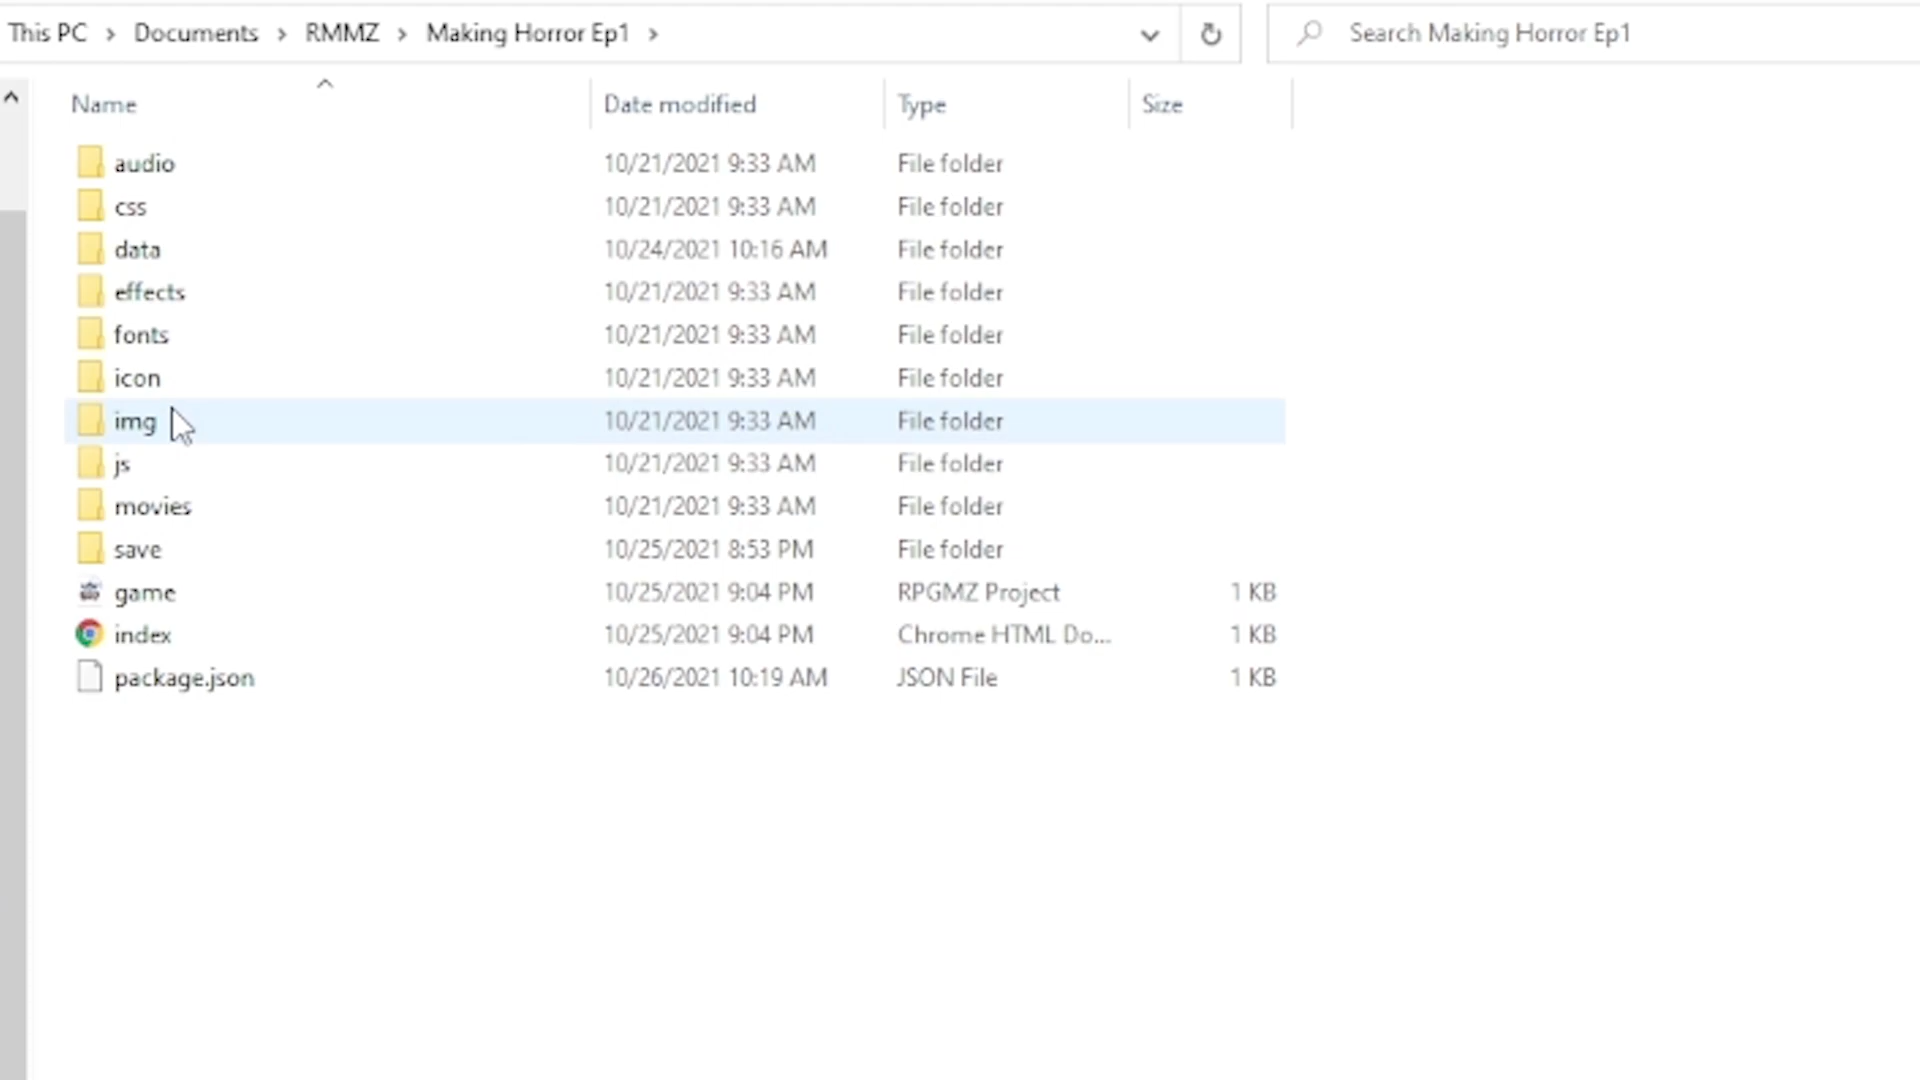 This PC > Documents > RMMZ > Making Horror Ep1 > Search Making Horror Ep1
Name Date modified Type Size
audio 10/21/2021 9:33 AM File folder
css 10/21/2021 9:33 AM File folder
data 10/24/2021 10:16 AM File folder
effects 10/21/2021 9:33 AM File folder
fonts 10/21/2021 9:33 AM File folder
icon 10/21/2021 9:33 AM File folder
img 10/21/2021 9:33 AM File folder
js 10/21/2021 9:33 AM File folder
movies 10/21/2021 9:33 AM File folder
save 10/25/2021 8:53 PM File folder
game 10/25/2021 9:04 PM RPGMZ Project 1 KB
index 10/25/2021 9:04 PM Chrome HTML Do... 1 KB
package.json 10/26/2021 10:19 AM JSON File 1 KB